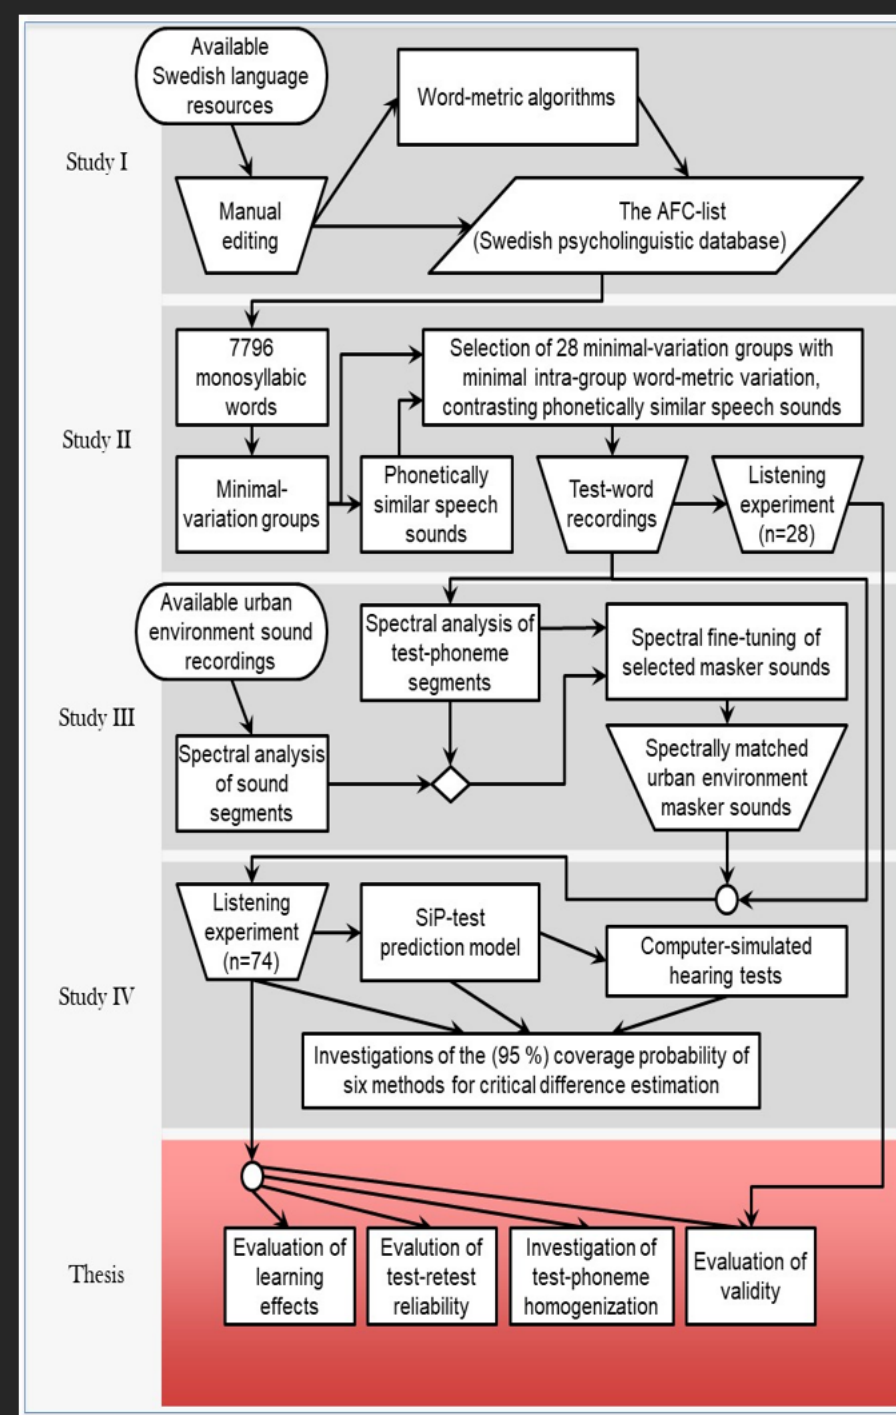 Available
Swedish language
resources
Word-metric algorithms
Study I
Manual
editing
The AFC-list
(Swedish psycholinguistic database)
7796
monosyllabic
words
Selection of 28 minimal-variation groups with
minimal intra-group word-metric variation,
contrasting phonetically similar speech sounds
Study II
Minimal-
variation groups
Phonetically
similar speech
sounds
Test-word
recordings
Listening
experiment
(n=28)
Available urban
environment sound
recordings
Spectral analysis of
test-phoneme
segments
Spectral fine-tuning of
selected masker sounds
Study III
Spectral analysis
of sound
segments
Spectrally matched
urban environment
masker sounds
Listening
experiment
(n=74)
SiP-test
prediction model
Computer-simulated
hearing tests
Study IV
Investigations of the (95 %) coverage probability of
six methods for critical difference estimation
Thesis
Evaluation of
learning
effects
Evalution of
test-retest
reliability
Investigation of
test-phoneme
homogenization
Evaluation of
validity